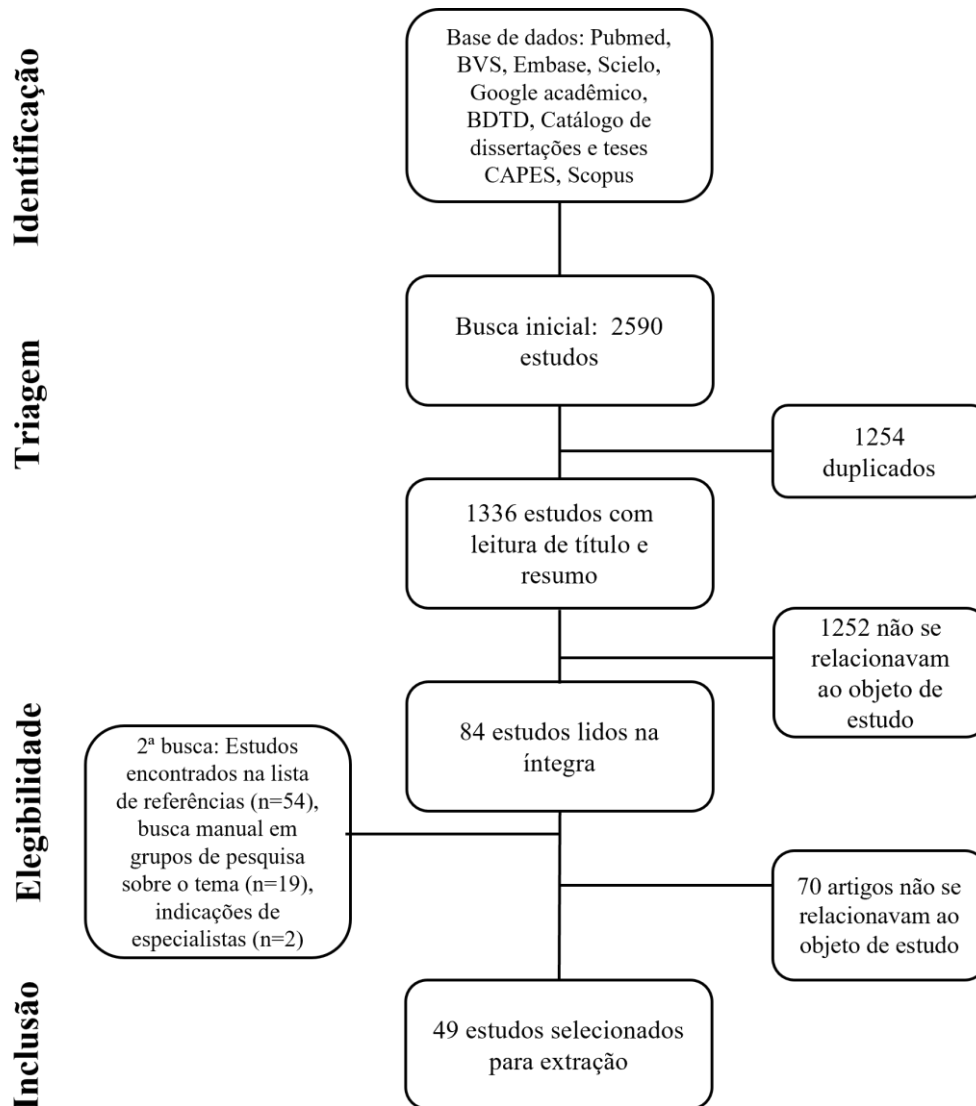 Identificação
Base de dados: Pubmed,
BVS, Embase, Scielo,
Google acadêmico,
BDTD, Catálogo de
dissertações e teses
CAPES, Scopus
Triagem
Busca inicial:  2590
estudos
1254
duplicados
1336 estudos com
leitura de título e
resumo
1252 não se
relacionavam
ao objeto de
estudo
Elegibilidade
84 estudos lidos na
íntegra
2ª busca: Estudos
encontrados na lista
de referências (n=54),
busca manual em
grupos de pesquisa
sobre o tema (n=19),
indicações de
especialistas (n=2)
70 artigos não se
relacionavam ao
objeto de estudo
Inclusão
49 estudos selecionados
para extração